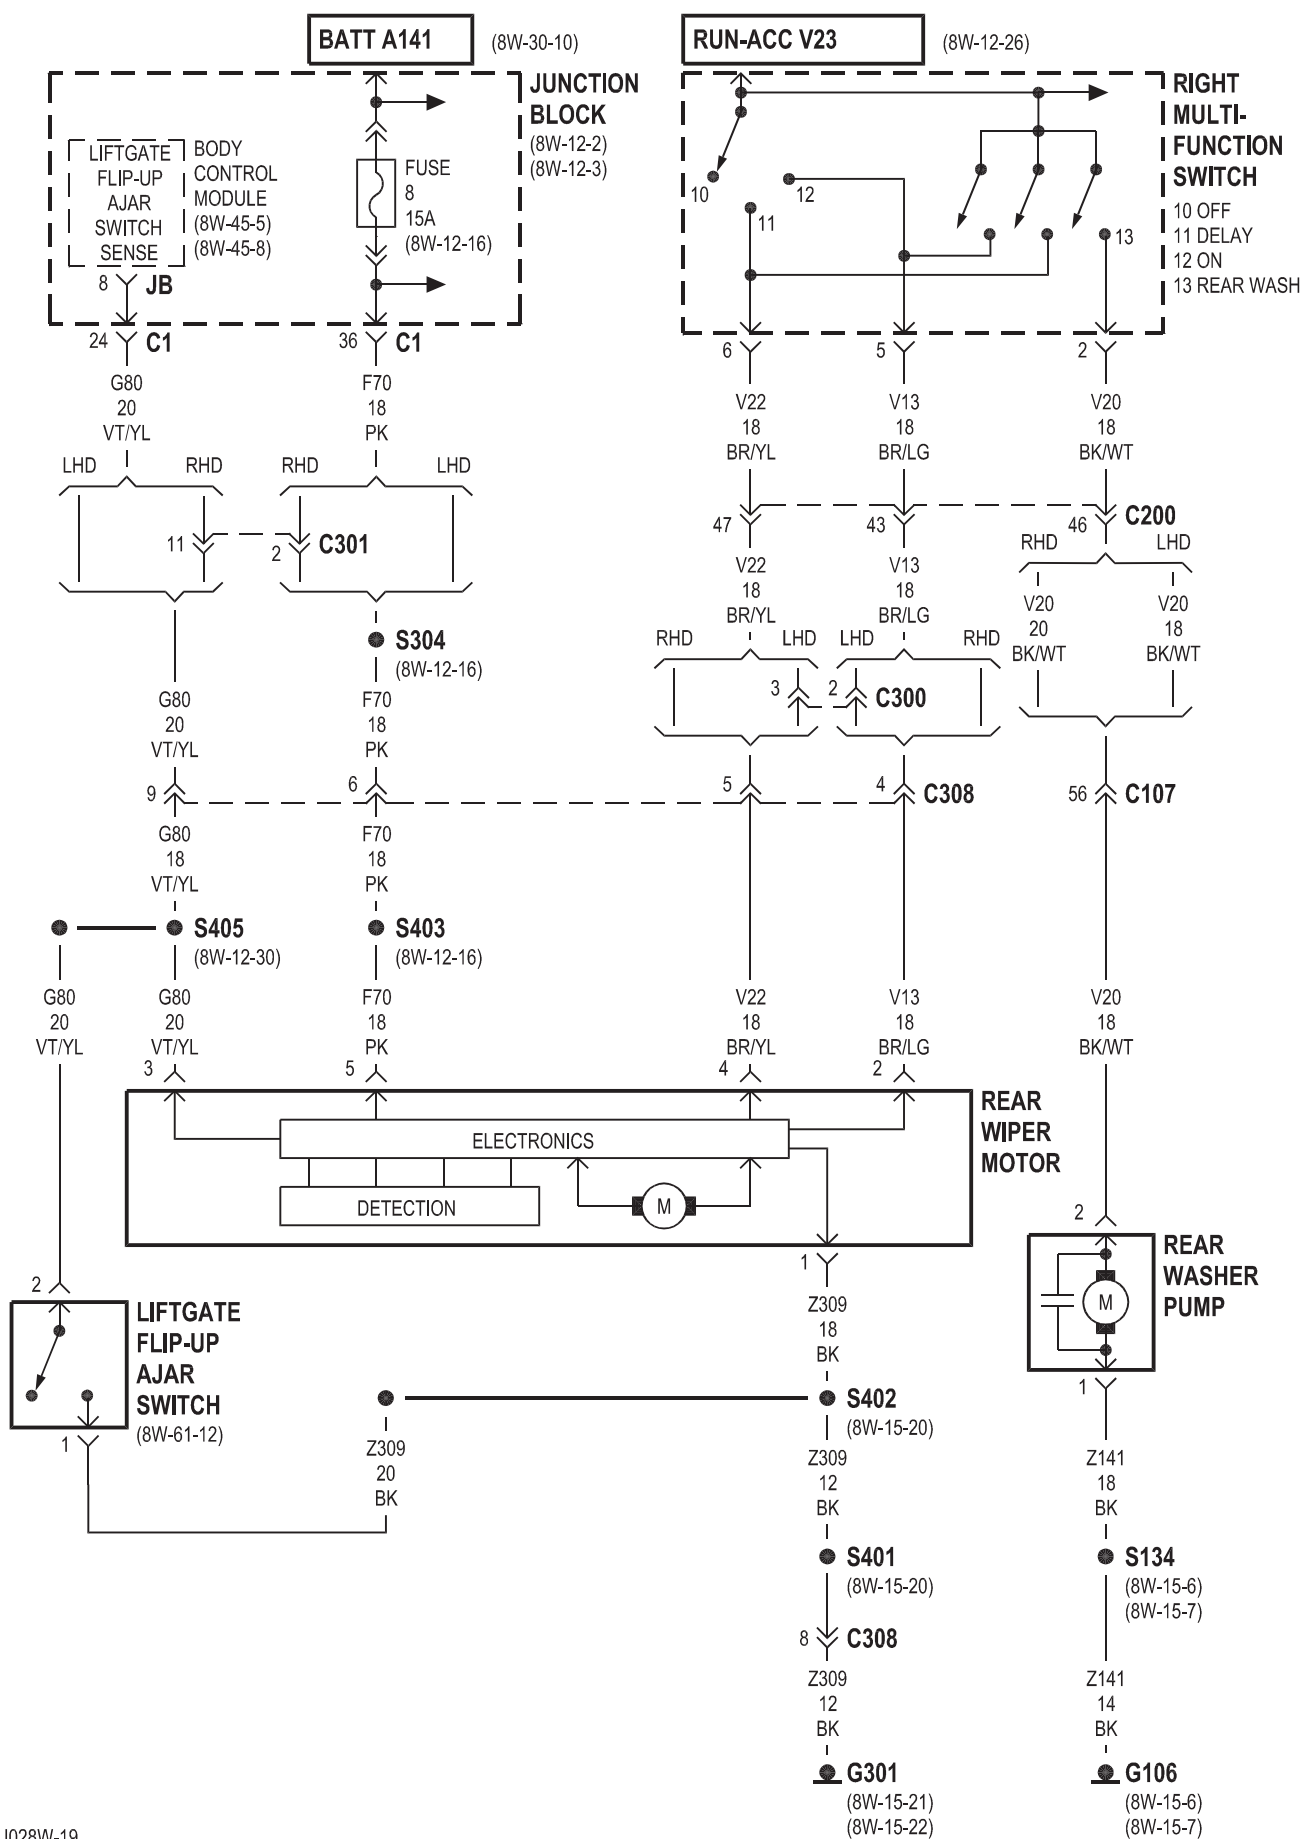 BATT A141
(8W-30-10)
RUN-ACC V23
(8W-12-26)
JUNCTION
BLOCK
(8W-12-2)
(8W-12-3)
LIFTGATE
FLIP-UP
AJAR
SWITCH
SENSE
BODY
CONTROL
MODULE
(8W-45-5)
(8W-45-8)
FUSE
8
15A
(8W-12-16)
8
JB
24
C1
36
C1
RIGHT
MULTI-
FUNCTION
SWITCH
10 OFF
11 DELAY
12 ON
13 REAR WASH
10
12
11
13
6
5
2
G80
20
VT/YL
F70
18
PK
V22
18
BR/YL
V13
18
BR/LG
V20
18
BK/WT
LHD
RHD
RHD
LHD
11
2
C301
47
43
46
C200
RHD
LHD
V22
18
BR/YL
V13
18
BR/LG
V20
20
BK/WT
V20
18
BK/WT
S304
(8W-12-16)
RHD
LHD
LHD
RHD
3
2
C300
G80
20
VT/YL
F70
18
PK
9
6
5
4
C308
56
C107
G80
18
VT/YL
F70
18
PK
S405
(8W-12-30)
S403
(8W-12-16)
G80
20
VT/YL
G80
20
VT/YL
F70
18
PK
V22
18
BR/YL
V13
18
BR/LG
V20
18
BK/WT
3
5
4
2
REAR
WIPER
MOTOR
ELECTRONICS
DETECTION
M
1
2
REAR
WASHER
PUMP
M
1
2
LIFTGATE
FLIP-UP
AJAR
SWITCH
(8W-61-12)
1
Z309
18
BK
S402
(8W-15-20)
Z309
20
BK
Z309
12
BK
Z141
18
BK
S401
(8W-15-20)
S134
(8W-15-6)
(8W-15-7)
8
C308
Z309
12
BK
Z141
14
BK
G301
(8W-15-21)
(8W-15-22)
G106
(8W-15-6)
(8W-15-7)